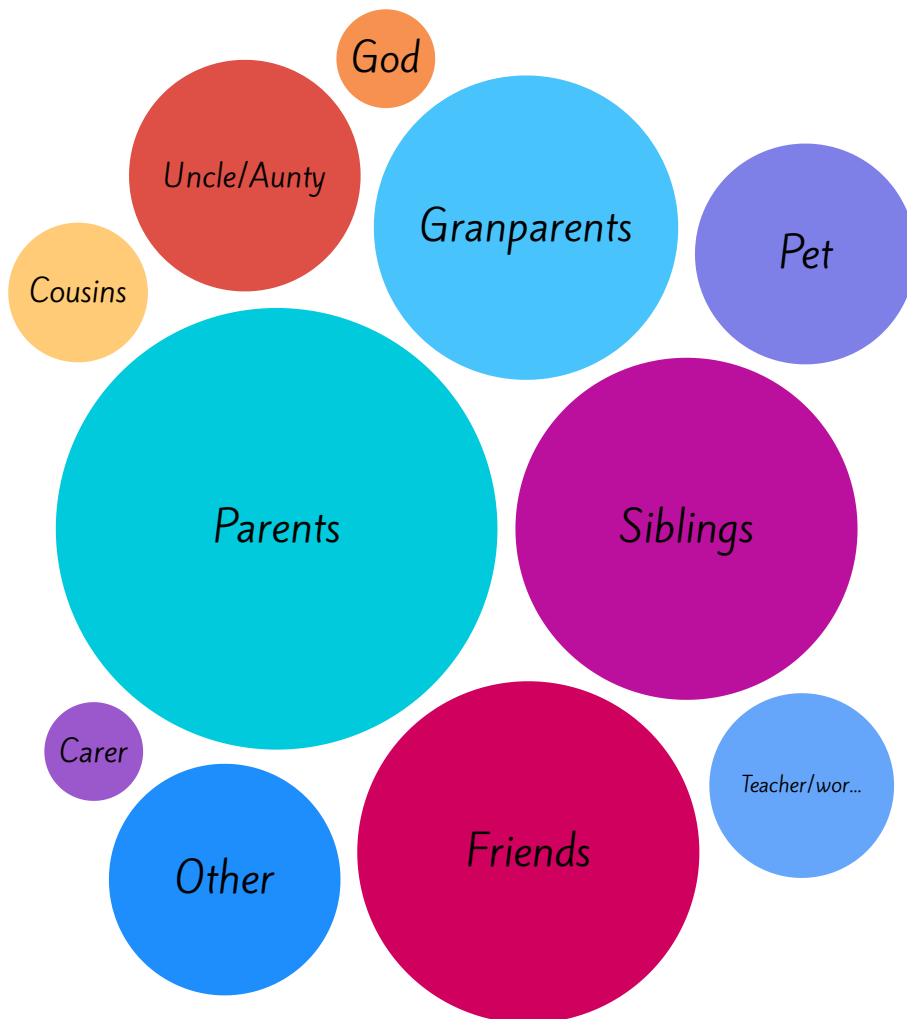 God
Uncle/Aunty
Granparents
Pet
Cousins
Parents
Siblings
Carer
Teacher/wor...
Friends
Other